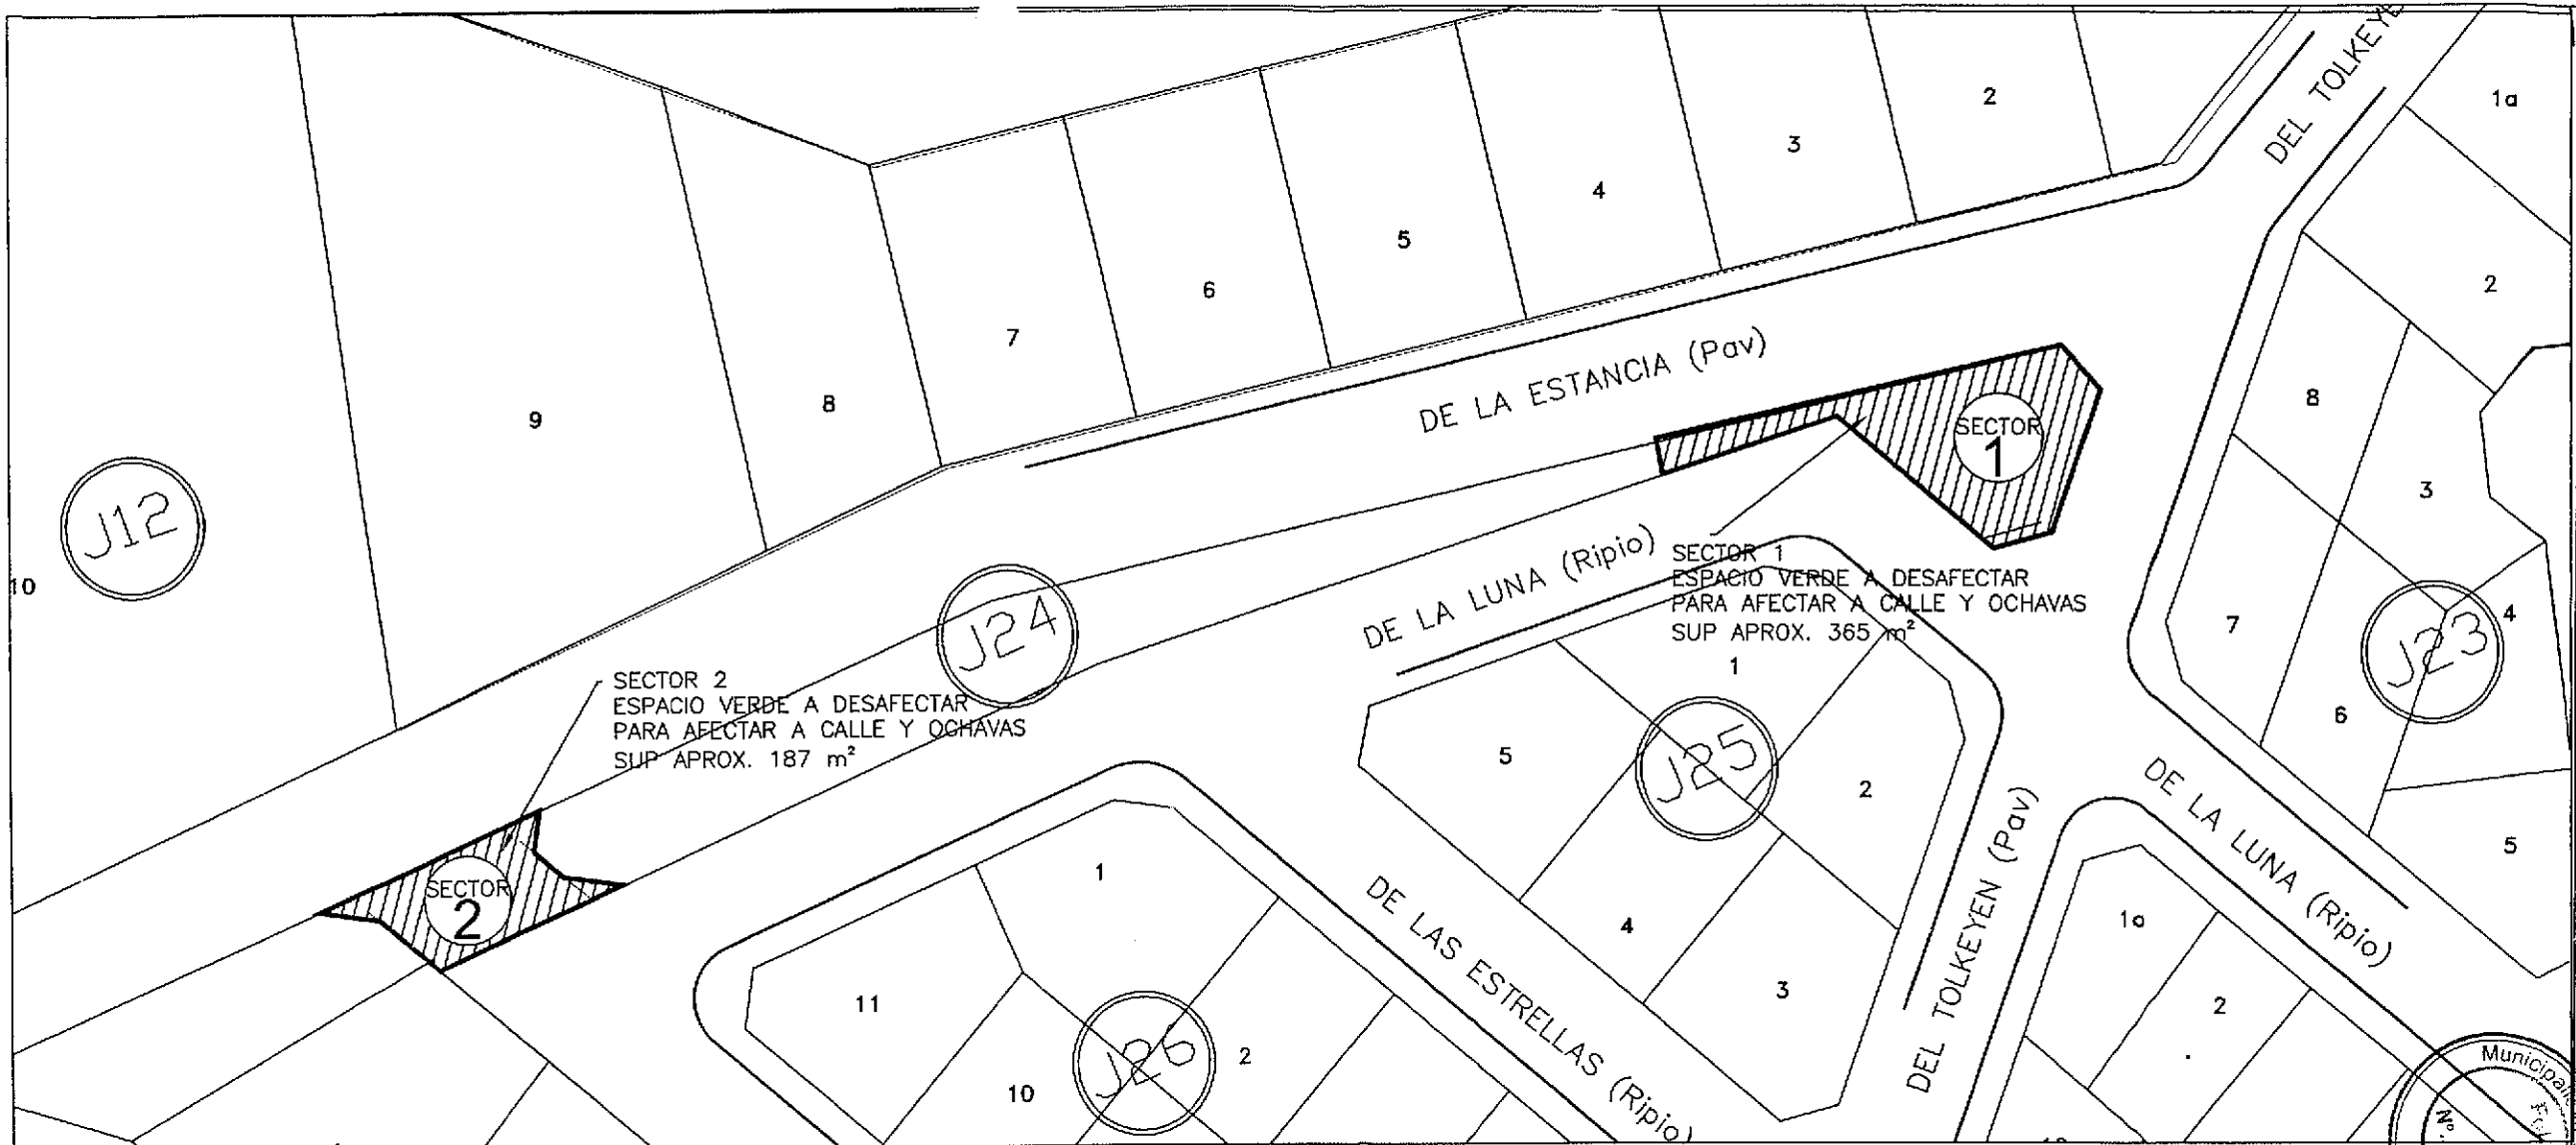 DEL TOLKEYE
1a
2
3
4
5
6
7
8
9
10
J12
DE LA ESTANCIA (Pav)
SECTOR
1
2
8
3
7
4
J23
6
5
DE LA LUNA (Ripio)
SECTOR 1
ESPACIO VERDE A DESAFECTAR
PARA AFECTAR A CALLE Y OCHAVAS
SUP APROX. 365 m²
J24
SECTOR 2
ESPACIO VERDE A DESAFECTAR
PARA AFECTAR A CALLE Y OCHAVAS
SUP APROX. 187 m²
SECTOR
2
1
5
J25
2
4
3
DE LAS ESTRELLAS (Ripio)
DEL TOLKEYEN (Pav)
DE LA LUNA (Ripio)
1
11
10
J26
2
1a
2
Nº